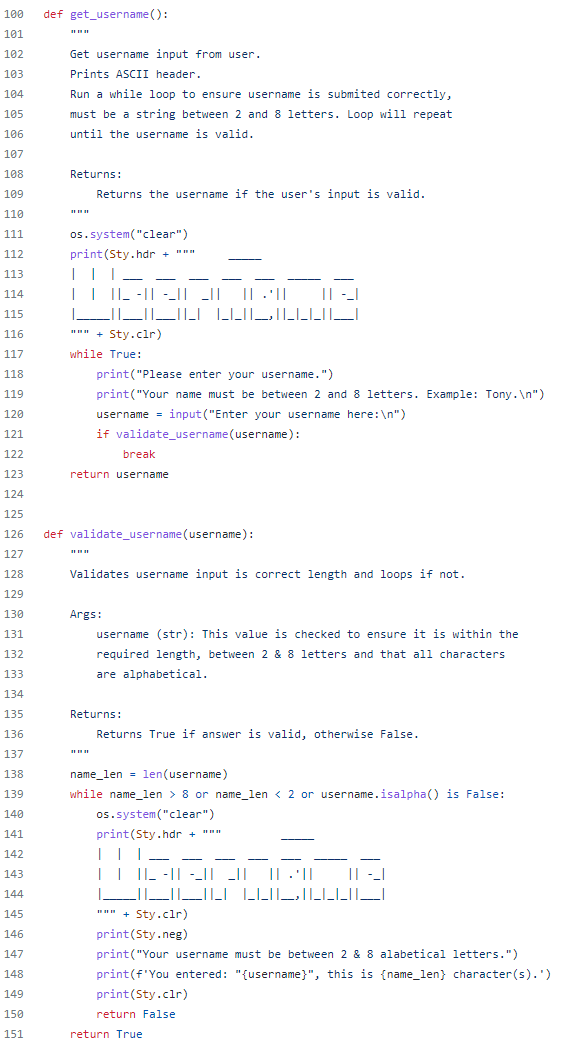 100 def get_username():
101     """
102     Get username input from user.
103     Prints ASCII header.
104     Run a while loop to ensure username is submited correctly,
105     must be a string between 2 and 8 letters. Loop will repeat
106     until the username is valid.
107
108     Returns:
109         Returns the username if the user's input is valid.
110     """
111     os.system("clear")
112     print(Sty.hdr + """     _____
113     |  |  | ___  ___  ___  ___  ___  _____  ___
114     |  |  ||_ -|| -_||  _||   || .'||     || -_|
115     |_____||___||___||_|  |_|_||__,||_|_|_||___|
116     """ + Sty.clr)
117     while True:
118         print("Please enter your username.")
119         print("Your name must be between 2 and 8 letters. Example: Tony.\n")
120         username = input("Enter your username here:\n")
121         if validate_username(username):
122             break
123     return username
124
125
126 def validate_username(username):
127     """
128     Validates username input is correct length and loops if not.
129
130     Args:
131         username (str): This value is checked to ensure it is within the
132         required length, between 2 & 8 letters and that all characters
133         are alphabetical.
134
135     Returns:
136         Returns True if answer is valid, otherwise False.
137     """
138     name_len = len(username)
139     while name_len > 8 or name_len < 2 or username.isalpha() is False:
140         os.system("clear")
141         print(Sty.hdr + """         _____
142         |  |  | ___  ___  ___  ___  ___  _____  ___
143         |  |  ||_ -|| -_||  _||   || .'||     || -_|
144         |_____||___||___||_|  |_|_||__,||_|_|_||___|
145         """ + Sty.clr)
146         print(Sty.neg)
147         print("Your username must be between 2 & 8 alabetical letters.")
148         print(f'You entered: "{username}", this is {name_len} character(s).')
149         print(Sty.clr)
150         return False
151     return True